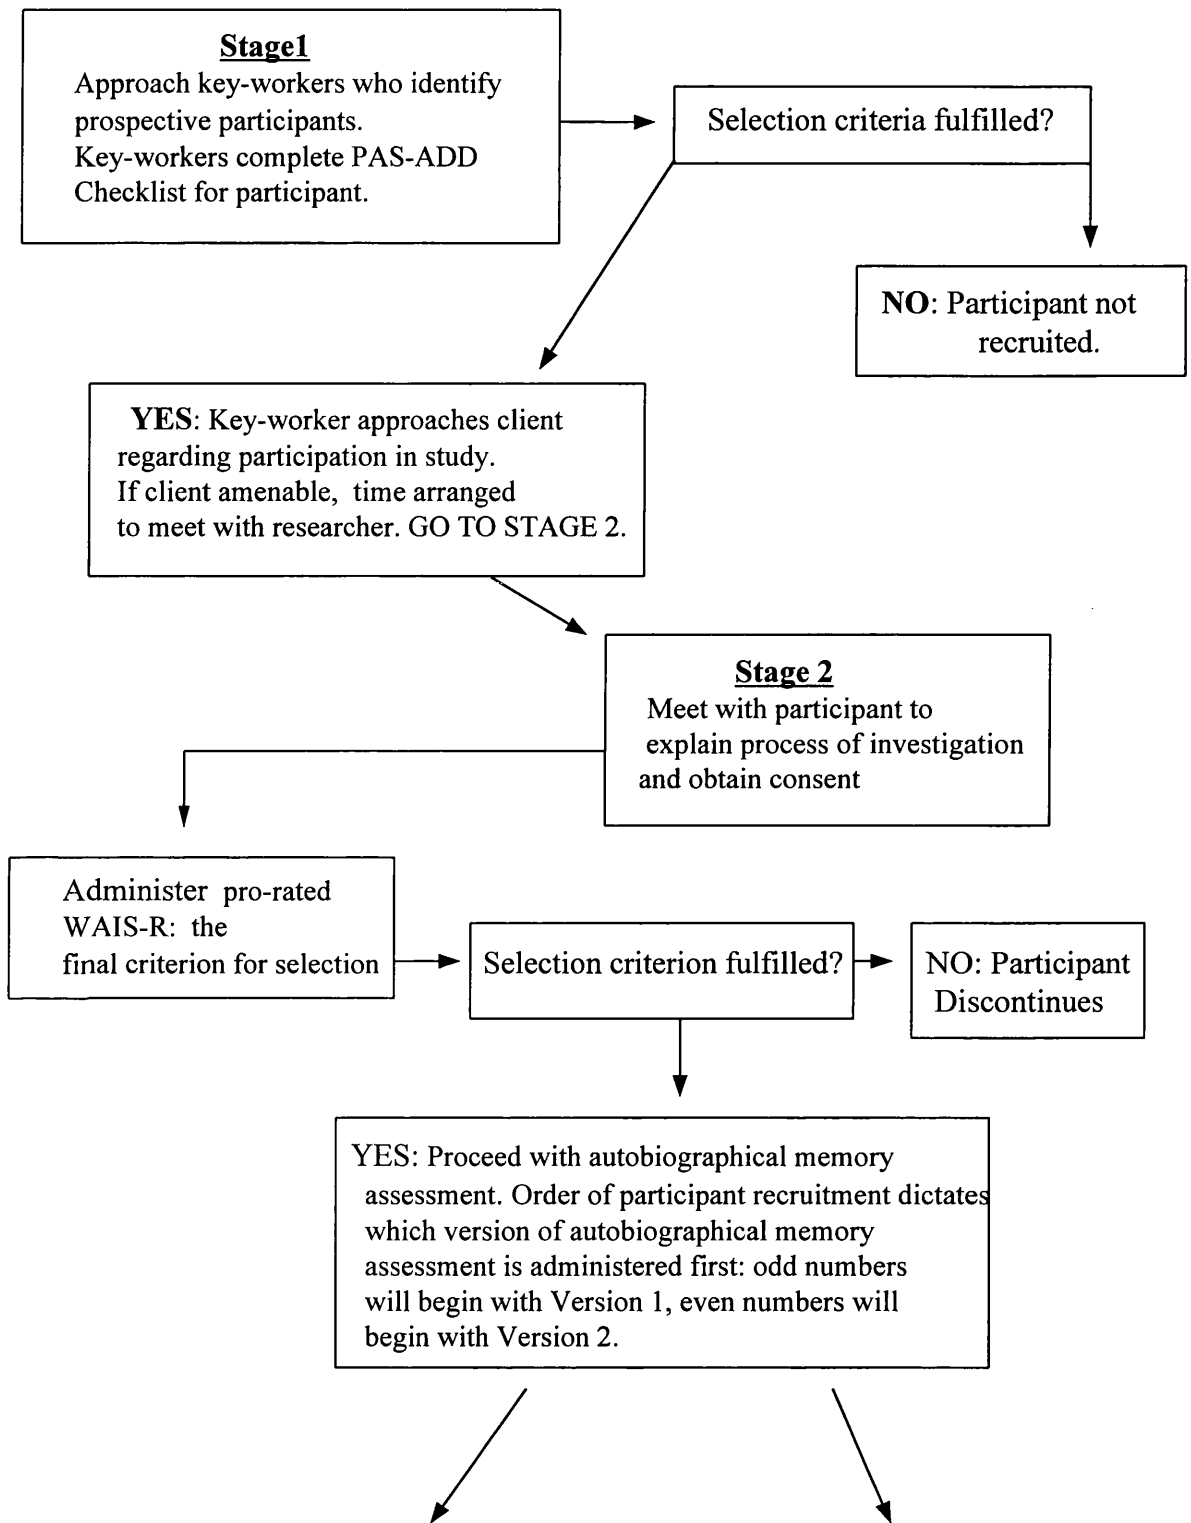 Stage1
Approach key-workers who identify
prospective participants.
Key-workers complete PAS-ADD
Checklist for participant.
Selection criteria fulfilled?
NO: Participant not
recruited.
YES: Key-worker approaches client
regarding participation in study.
If client amenable, time arranged
to meet with researcher. GO TO STAGE 2.
Stage 2
Meet with participant to
explain process of investigation
and obtain consent
Administer pro-rated
WAIS-R: the
final criterion for selection
Selection criterion fulfilled?
NO: Participant
Discontinues
YES: Proceed with autobiographical memory
assessment. Order of participant recruitment dictates
which version of autobiographical memory
assessment is administered first: odd numbers
will begin with Version 1, even numbers will
begin with Version 2.